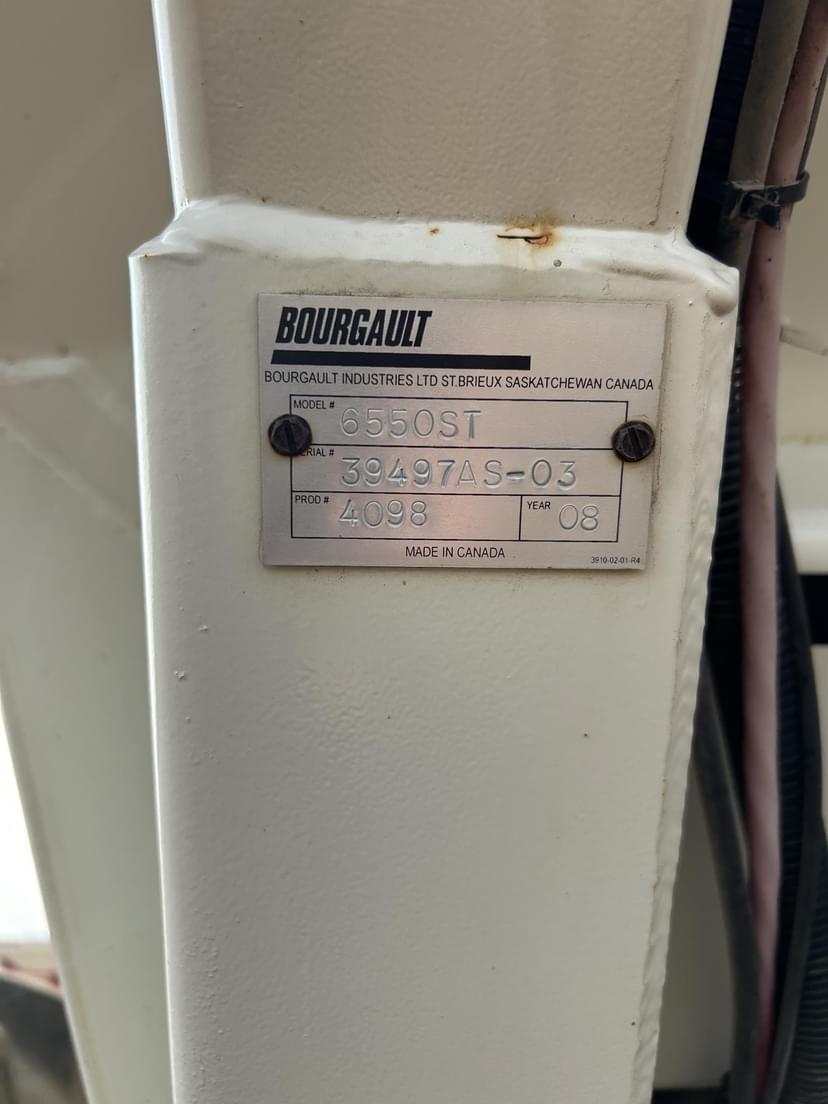 BOURGAULT
BOURGAULT INDUSTRIES LTD ST.BRIEUX SASKATCHEWAN CANADA
MODEL # 6550ST
ERIAL # 39497AS-03
PROD # 4098 YEAR 08
MADE IN CANADA 3910-02-01-R4